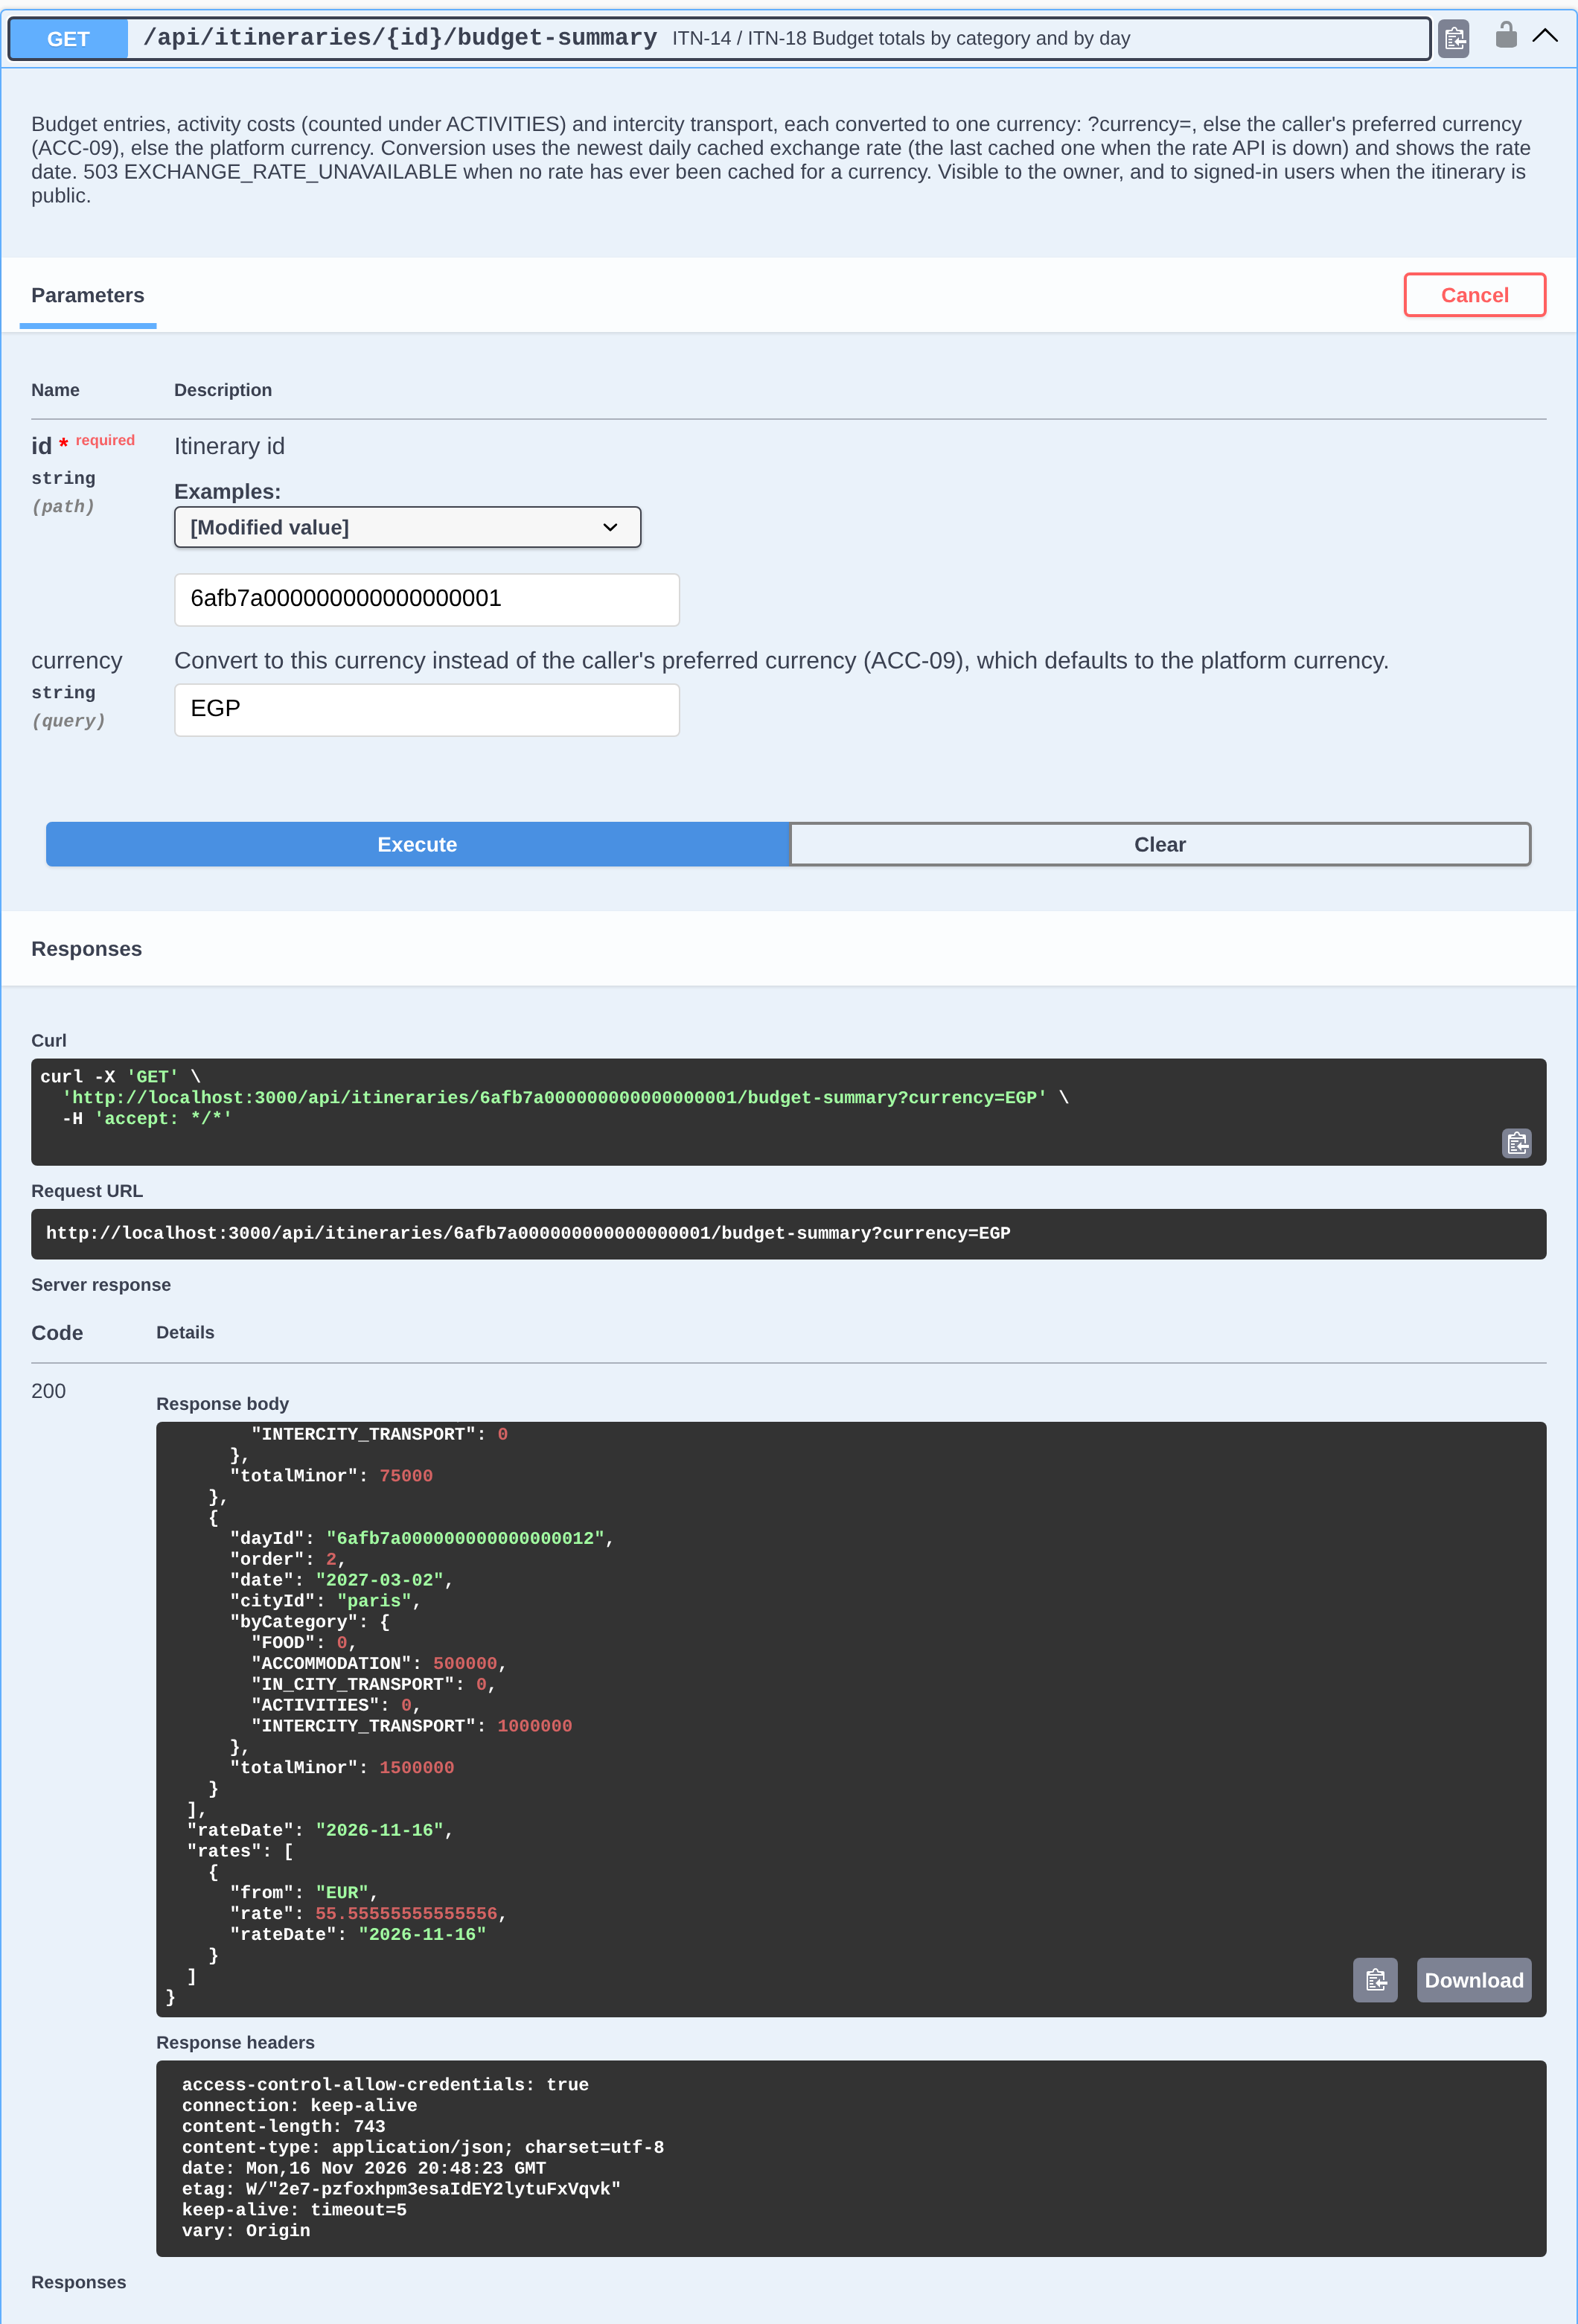 GET /api/itineraries/{id}/budget-summary ITN-14 / ITN-18 Budget totals by category and by day
Budget entries, activity costs (counted under ACTIVITIES) and intercity transport, each converted to one currency: ?currency=, else the caller's preferred currency
(ACC-09), else the platform currency. Conversion uses the newest daily cached exchange rate (the last cached one when the rate API is down) and shows the rate
date. 503 EXCHANGE_RATE_UNAVAILABLE when no rate has ever been cached for a currency. Visible to the owner, and to signed-in users when the itinerary is
public.
Parameters
Cancel
Name Description
id * required
string
(path)
Itinerary id
Examples:
[Modified value]
6afb7a000000000000000001
currency
string
(query)
Convert to this currency instead of the caller's preferred currency (ACC-09), which defaults to the platform currency.
EGP
Execute Clear
Responses
Curl
curl -X 'GET' \
  'http://localhost:3000/api/itineraries/6afb7a000000000000000001/budget-summary?currency=EGP' \
  -H 'accept: */*'
Request URL
http://localhost:3000/api/itineraries/6afb7a000000000000000001/budget-summary?currency=EGP
Server response
Code Details
200
Response body
        "INTERCITY_TRANSPORT": 0
      },
      "totalMinor": 75000
    },
    {
      "dayId": "6afb7a000000000000000012",
      "order": 2,
      "date": "2027-03-02",
      "cityId": "paris",
      "byCategory": {
        "FOOD": 0,
        "ACCOMMODATION": 500000,
        "IN_CITY_TRANSPORT": 0,
        "ACTIVITIES": 0,
        "INTERCITY_TRANSPORT": 1000000
      },
      "totalMinor": 1500000
    }
  ],
  "rateDate": "2026-11-16",
  "rates": [
    {
      "from": "EUR",
      "rate": 55.55555555555556,
      "rateDate": "2026-11-16"
    }
  ]
}
Download
Response headers
access-control-allow-credentials: true
connection: keep-alive
content-length: 743
content-type: application/json; charset=utf-8
date: Mon,16 Nov 2026 20:48:23 GMT
etag: W/"2e7-pzfoxhpm3esaIdEY2lytuFxVqvk"
keep-alive: timeout=5
vary: Origin
Responses